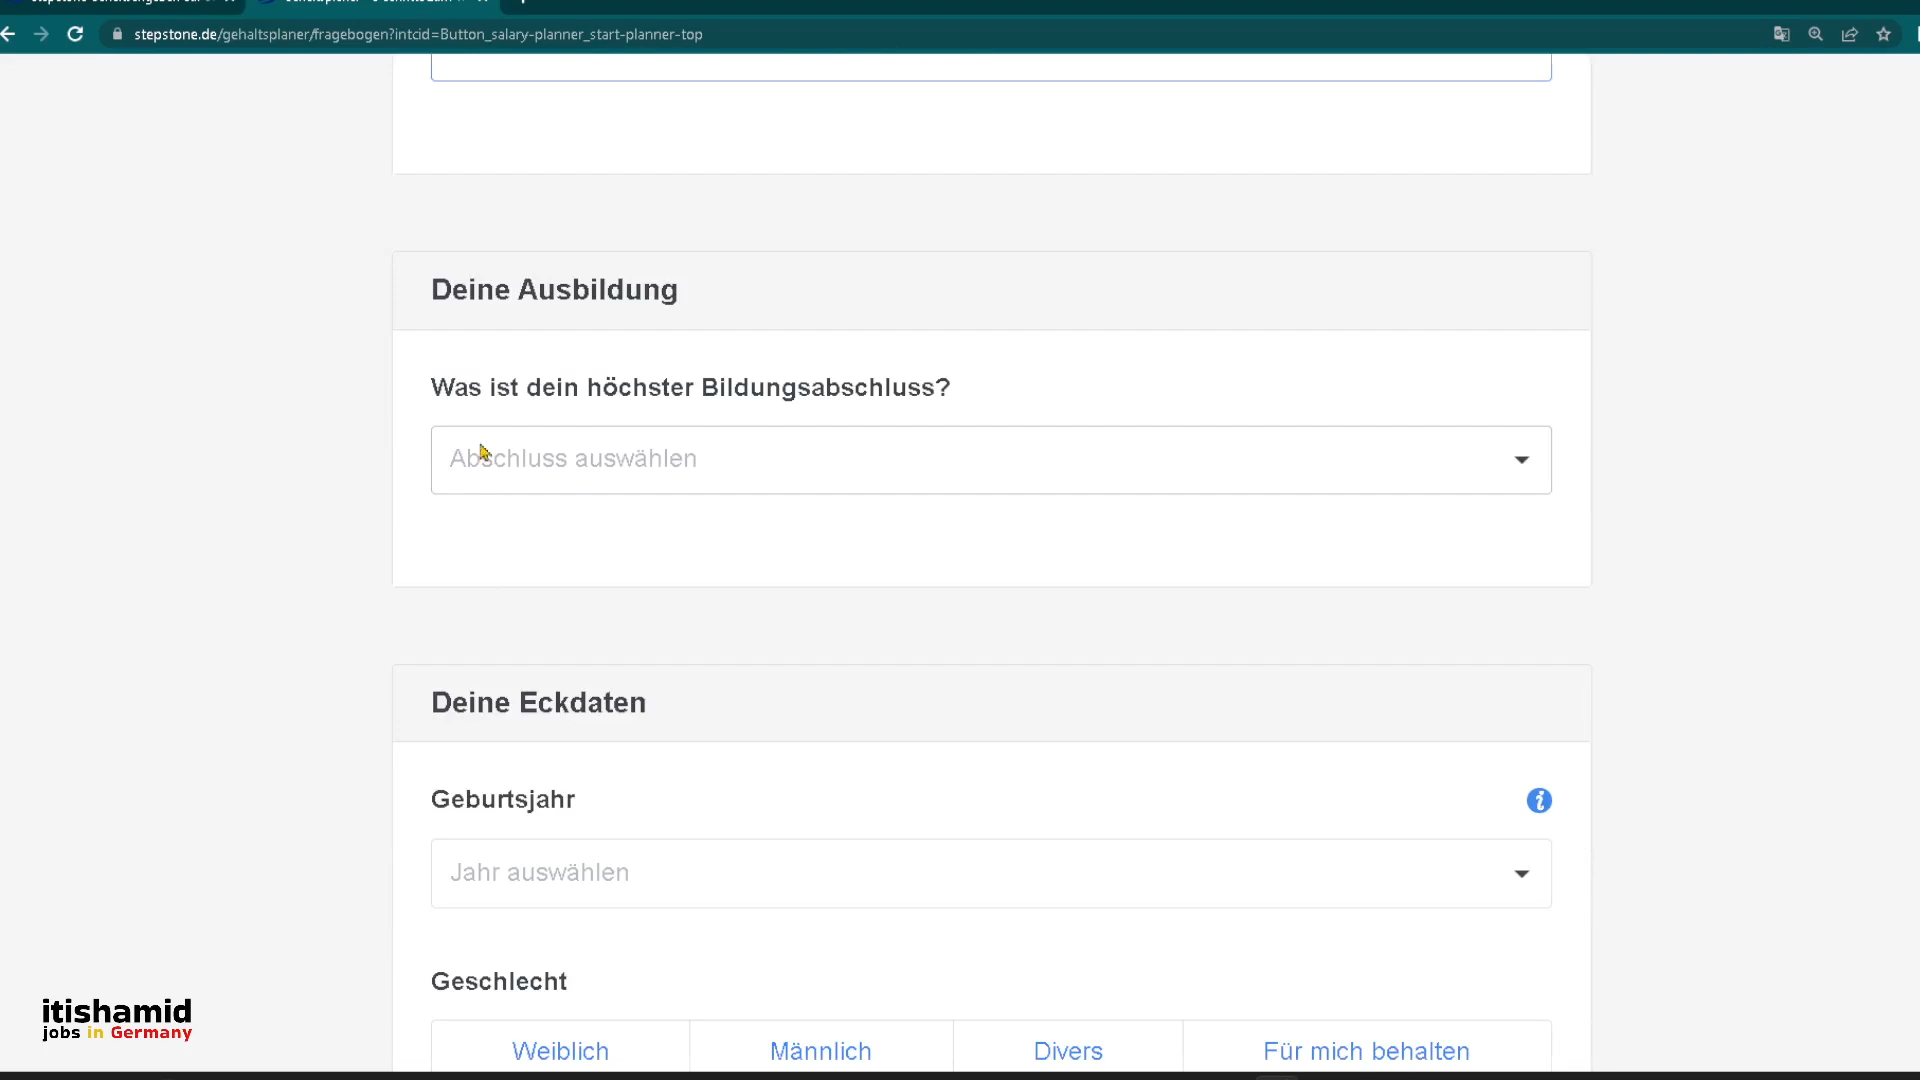 stepstone.de/gehaltsplaner/fragebogen?intcid=Button_salary-planner_start-planner-top
Deine Ausbildung
Was ist dein höchster Bildungsabschluss?
Abschluss auswählen
Deine Eckdaten
Geburtsjahr
Jahr auswählen
Geschlecht
Weiblich Männlich Divers Für mich behalten
itishamid
jobs in Germany